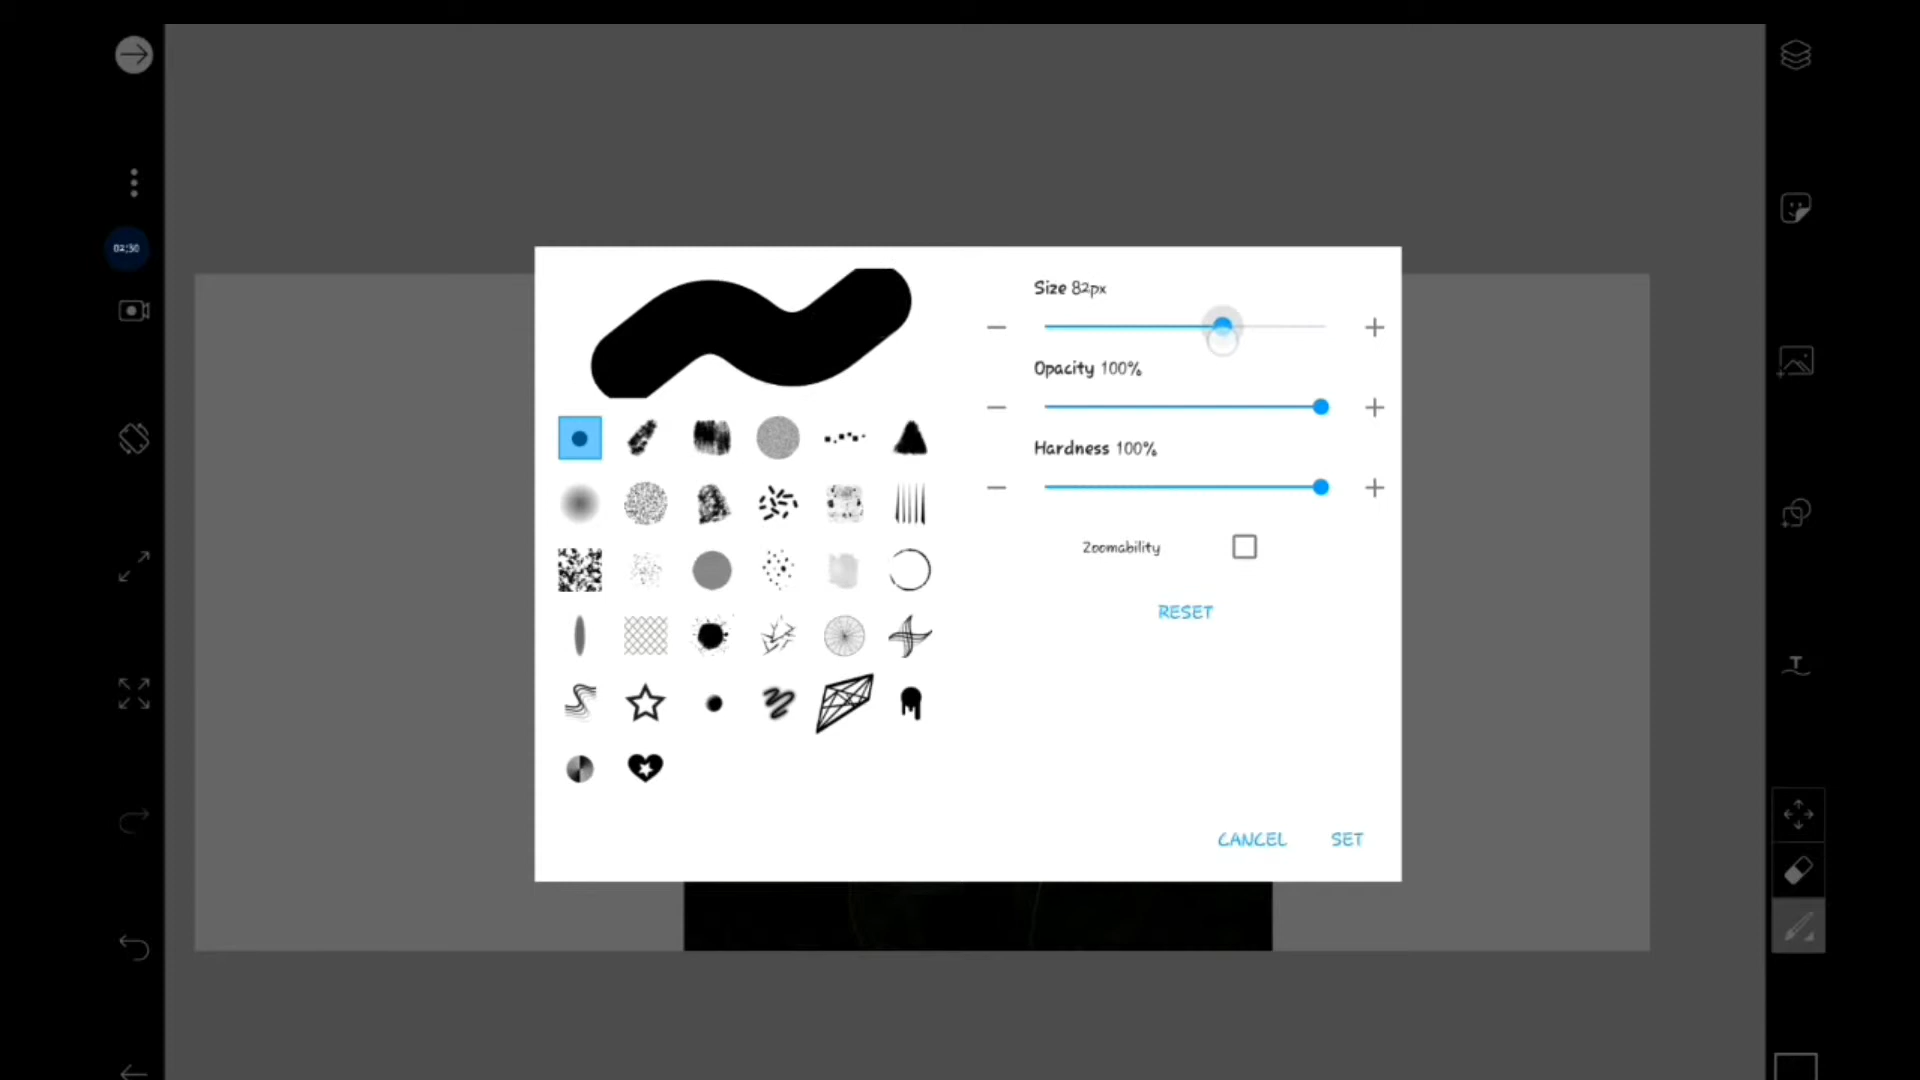 02:30
Size 82px
Opacity 100%
Hardness 100%
Zoomability
RESET
CANCEL
SET
T